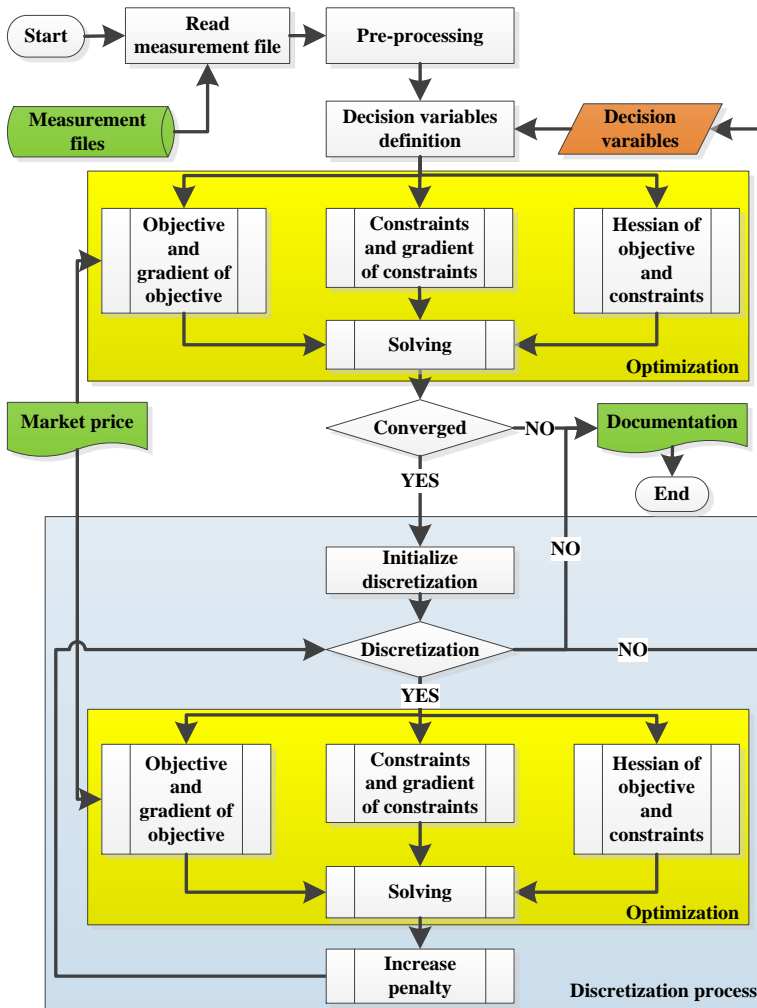 Start
Read
measurement file
Pre-processing
Measurement
files
Decision variables
definition
Decision
varaibles
Objective
and
gradient of
objective
Constraints
and gradient
of constraints
Hessian of
objective
and
constraints
Solving
Optimization
Market price
Converged
NO
Documentation
YES
End
Initialize
discretization
NO
Discretization
NO
YES
Objective
and
gradient of
objective
Constraints
and gradient
of constraints
Hessian of
objective
and
constraints
Solving
Optimization
Increase
penalty
Discretization process